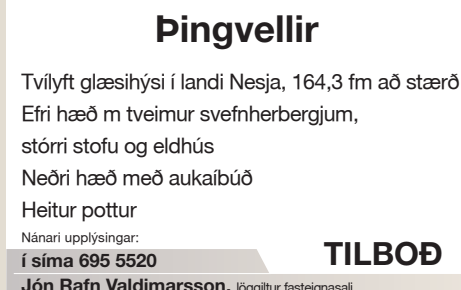 Þingvellir
Tvílyft glæsihýsi í landi Nesja, 164,3 fm að stærð
Efri hæð m tveimur svefnherbergjum,
stórri stofu og eldhús
Neðri hæð með aukaíbúð
Heitur pottur
Nánari upplýsingar:
í síma 695 5520
TILBOÐ
Jón Rafn Valdimarsson, löggiltur fasteignasali